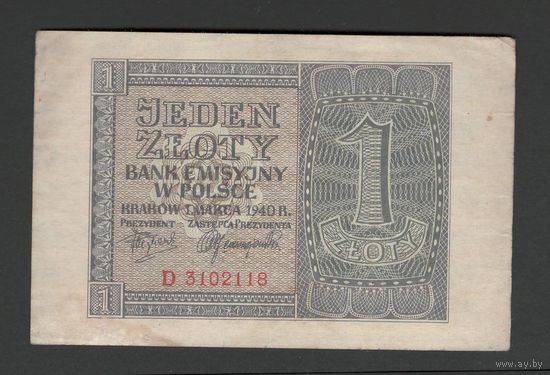 1
JEDEN
ZŁOTY
BANK EMISYJNY
W POLSCE
KRAKÓW 1. MARCA 1940 R.
PREZYDENT - ZASTĘPCA PREZYDENTA
D 3102118
1
1
ZŁOTY
www.ay.by